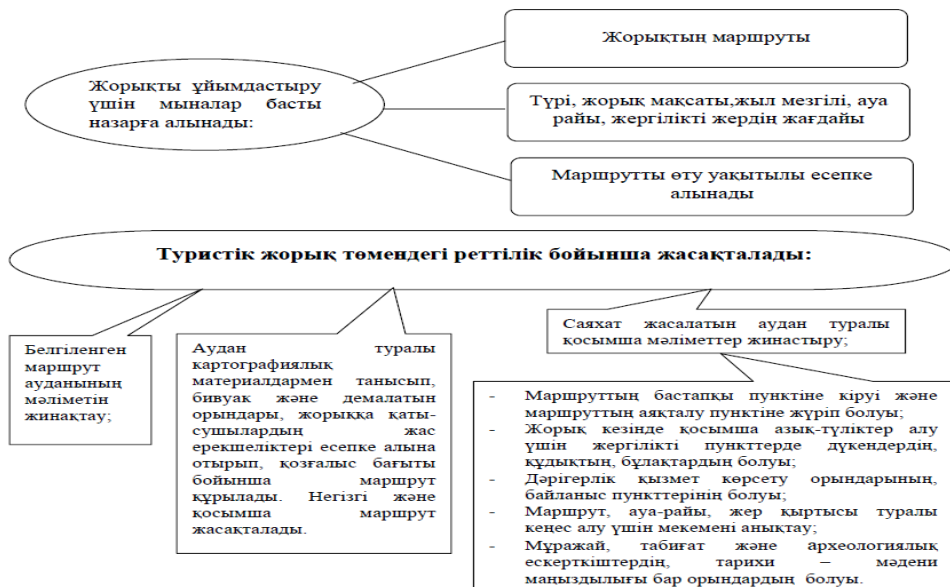 Жорықтың маршруты
Жорықты ұйымдастыру
үшін мыналар басты
назарға алынады:
Түрі, жорық мақсаты,жыл мезгілі, ауа
райы, жергілікті жердің жағдайы
Маршрутты өту уақытылы есепке
алынады
Туристік жорық төмендегі реттілік бойынша жасақталады:
Белгіленген
маршрут
ауданының
мәліметін
жинақтау;
Аудан туралы
картографиялық
материалдармен танысып,
бивуак және демалатын
орындары, жорыққа қаты-
сушылардың жас
ерекшеліктері есепке алына
отырып, қозғалыс бағыты
бойынша маршрут
құрылады. Негізгі және
қосымша маршрут
жасақталады.
Саяхат жасалатын аудан туралы
қосымша мәліметтер жинастыру;
- Маршруттың бастапқы пунктіне кіруі және
маршруттың аяқталу пунктіне жүріп болуы;
- Жорық кезінде қосымша азық-түліктер алу
үшін жергілікті пункттерде дүкендердің,
құдықтың, бұлақтардың болуы;
- Дәрігерлік қызмет көрсету орындарының,
байланыс пункттерінің болуы;
- Маршрут, ауа-райы, жер қыртысы туралы
кеңес алу үшін мекемені анықтау;
- Мұражай, табиғат және археологиялық
ескерткіштердің, тарихи – мәдени
маңыздылығы бар орындардың болуы.